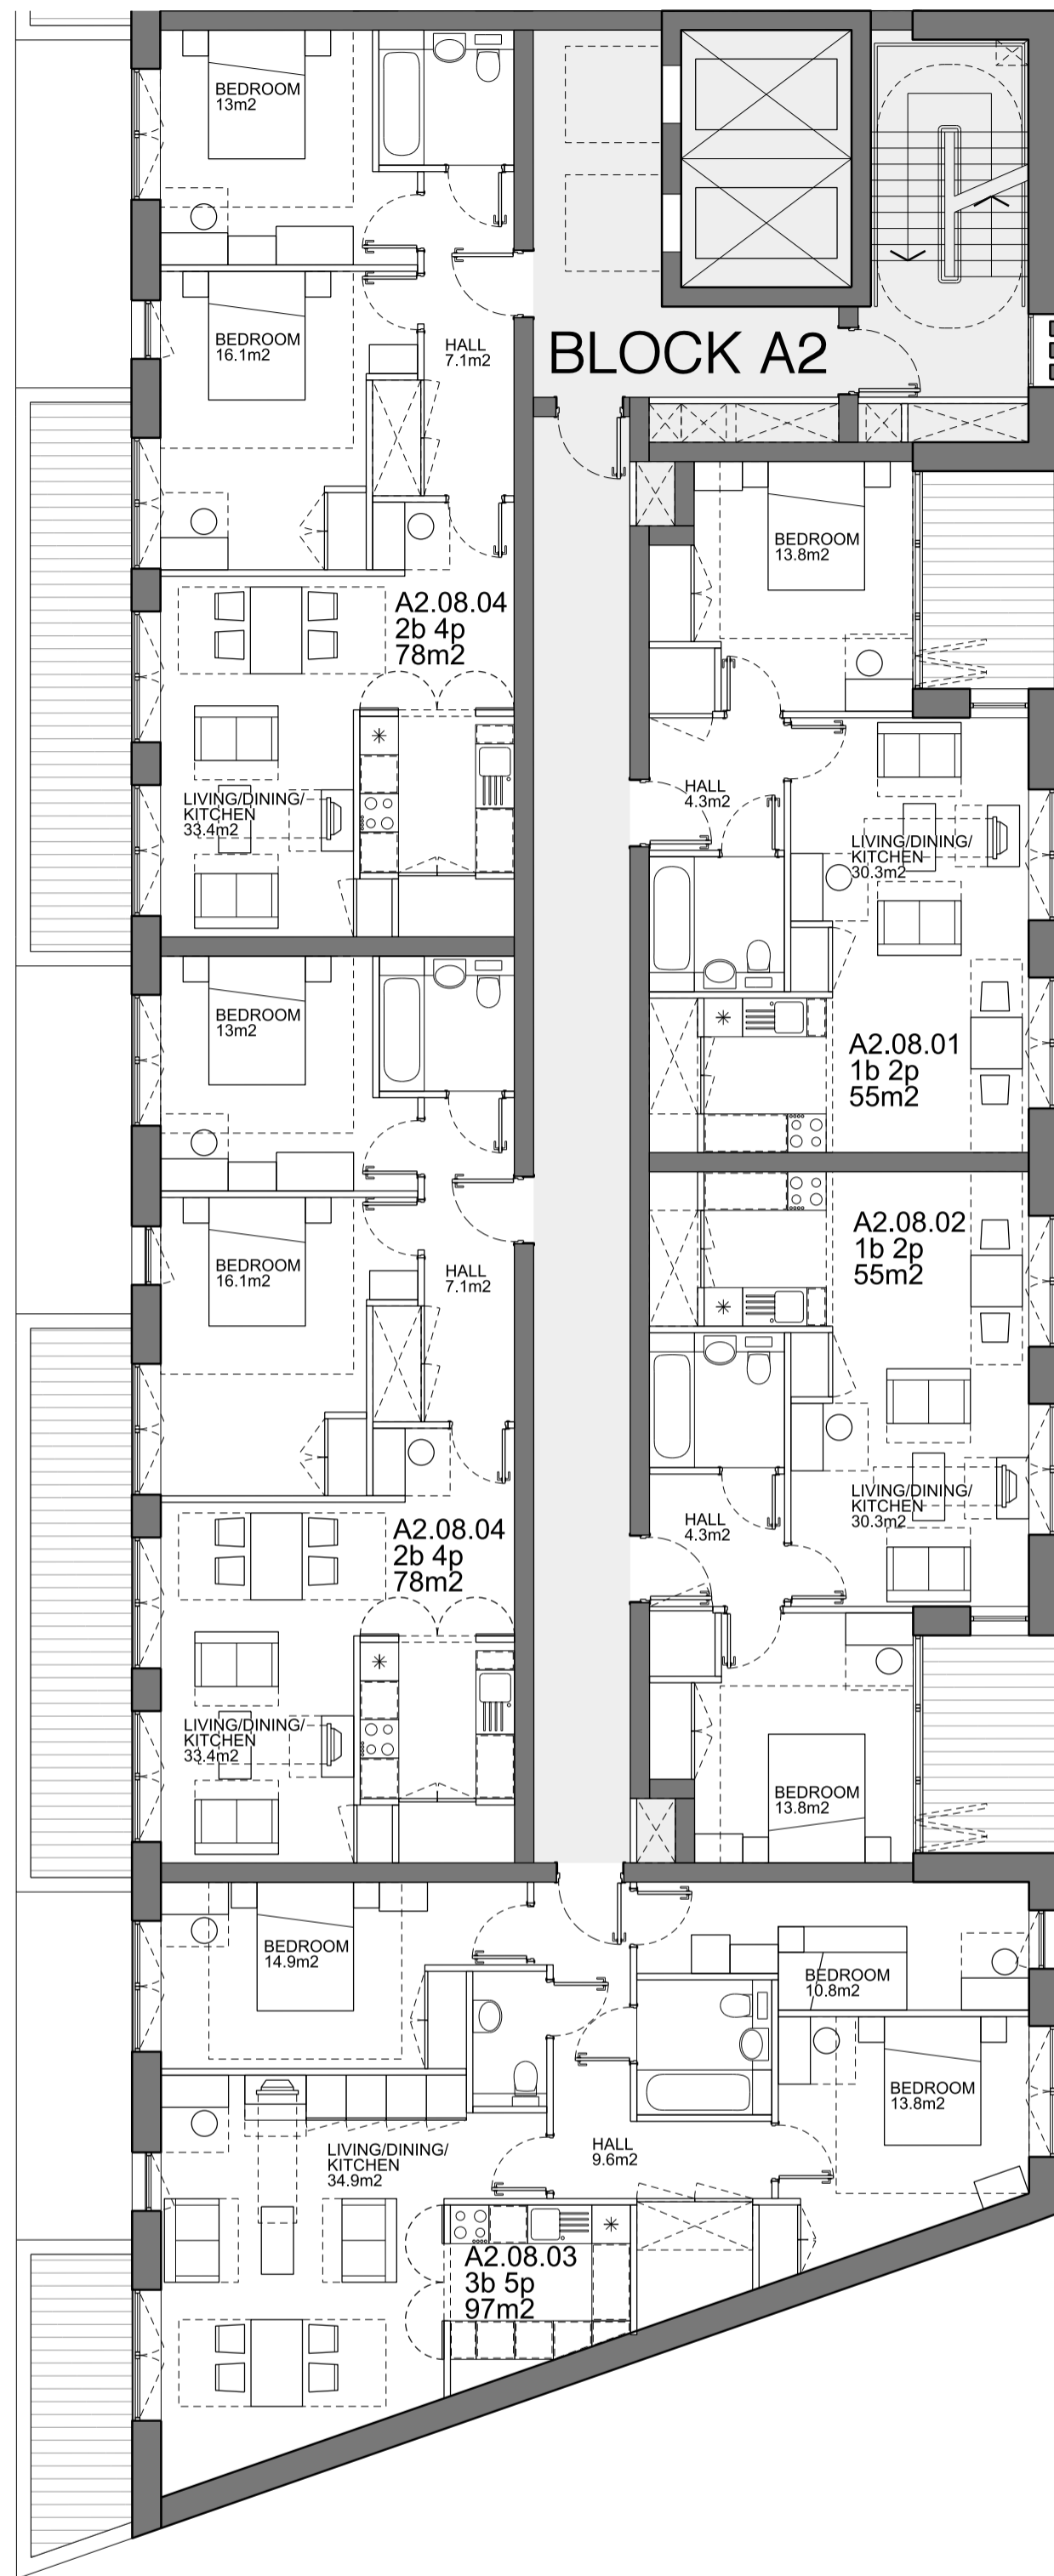 BEDROOM
13m2
BEDROOM
16.1m2
HALL
7.1m2
BLOCK A2
BEDROOM
13.8m2
A2.08.04
2b 4p
78m2
HALL
4.3m2
LIVING/DINING/
KITCHEN
33.4m2
LIVING/DINING/
KITCHEN
30.3m2
BEDROOM
13m2
A2.08.01
1b 2p
55m2
A2.08.02
1b 2p
55m2
BEDROOM
16.1m2
HALL
7.1m2
LIVING/DINING/
KITCHEN
30.3m2
HALL
4.3m2
A2.08.04
2b 4p
78m2
LIVING/DINING/
KITCHEN
33.4m2
BEDROOM
13.8m2
BEDROOM
14.9m2
BEDROOM
10.8m2
BEDROOM
13.8m2
LIVING/DINING/
KITCHEN
34.9m2
HALL
9.6m2
A2.08.03
3b 5p
97m2